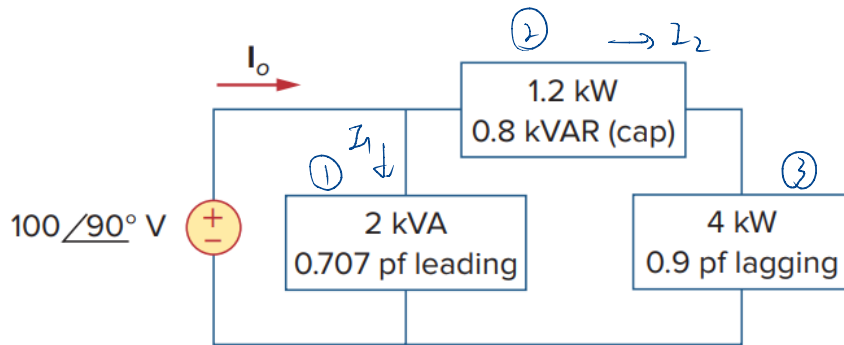 ②
→ I₂
Iₒ
1.2 kW
0.8 kVAR (cap)
I₁ ↓
①
③
100∠90° V
+
−
2 kVA
0.707 pf leading
4 kW
0.9 pf lagging